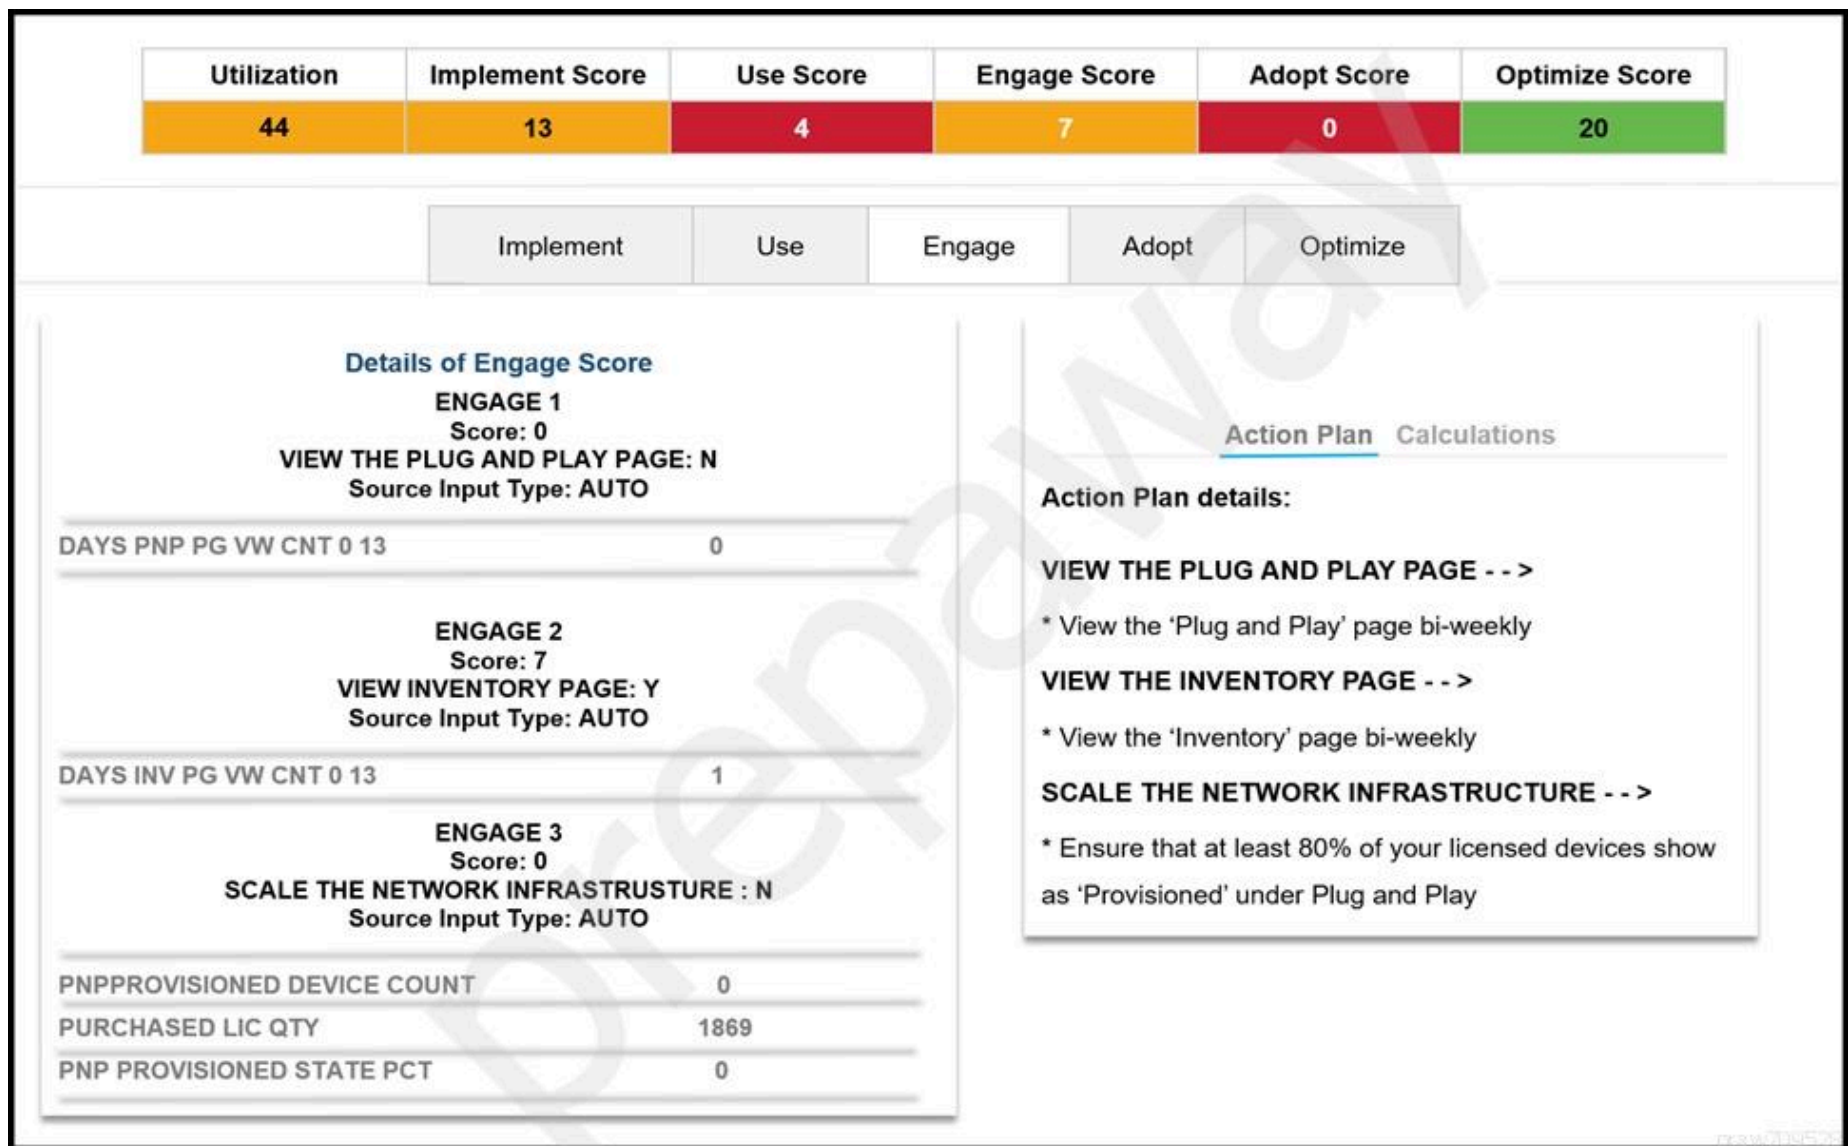 Utilization Implement Score Use Score Engage Score Adopt Score Optimize Score
44 13 4 7 0 20
Implement Use Engage Adopt Optimize
Details of Engage Score
ENGAGE 1
Score: 0
VIEW THE PLUG AND PLAY PAGE: N
Source Input Type: AUTO
DAYS PNP PG VW CNT 0 13 0
ENGAGE 2
Score: 7
VIEW INVENTORY PAGE: Y
Source Input Type: AUTO
DAYS INV PG VW CNT 0 13 1
ENGAGE 3
Score: 0
SCALE THE NETWORK INFRASTRUSTURE : N
Source Input Type: AUTO
PNPPROVISIONED DEVICE COUNT 0
PURCHASED LIC QTY 1869
PNP PROVISIONED STATE PCT 0
Action Plan Calculations
Action Plan details:
VIEW THE PLUG AND PLAY PAGE - - >
* View the ‘Plug and Play’ page bi-weekly
VIEW THE INVENTORY PAGE - - >
* View the ‘Inventory’ page bi-weekly
SCALE THE NETWORK INFRASTRUCTURE - - >
* Ensure that at least 80% of your licensed devices show
as ‘Provisioned’ under Plug and Play
prepaway